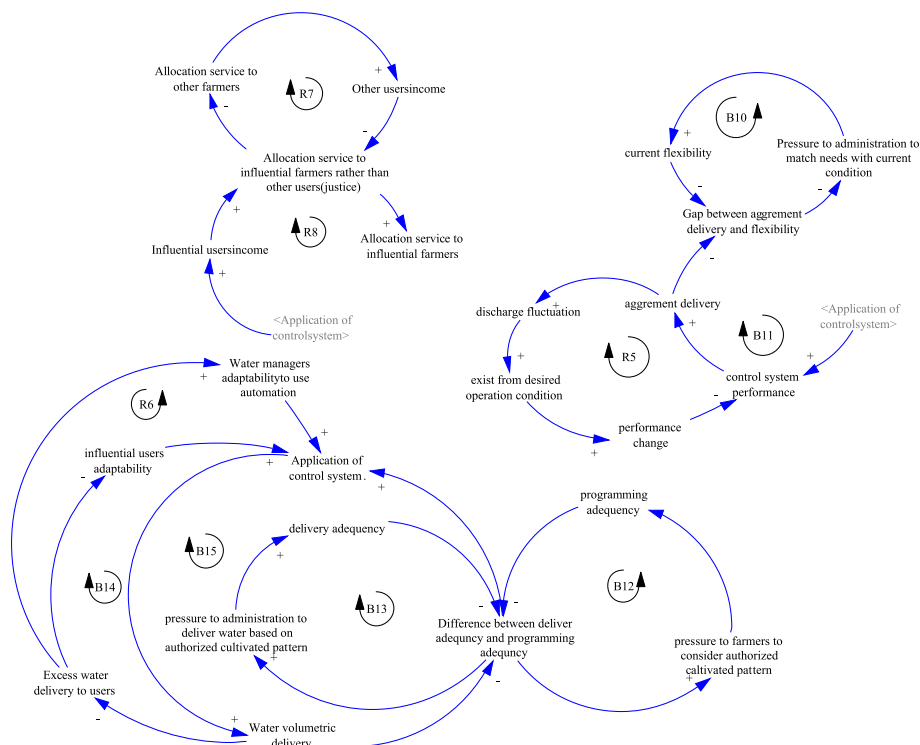 Allocation service to
other farmers
R7
+
Other usersincome
-
-
Allocation service to
influential farmers rather than
other users(justice)
+
R8
+
Allocation service to
influential farmers
Influential usersincome
+
<Application of
controlsystem>
B10
+
current flexibility
Pressure to administration to
match needs with current
condition
-
-
Gap between aggrement
delivery and flexibility
-
discharge fluctuation
+
aggrement delivery
+
B11
<Application of
controlsystem>
R5
+
+
exist from desired
operation condition
control system
performance
-
performance
change
+
Water managers
adaptabilityto use
automation
+
R6
+
influential users
adaptability
-
+
Application of
control system .
+
programming
adequency
delivery adequency
+
B15
B14
B13
B12
-
-
pressure to administration to
deliver water based on
authorized cultivated pattern
+
Difference between deliver
adequncy and programming
adequncy
-
pressure to farmers to
consider authorized
caltivated pattern
+
Excess water
delivery to users
-
+
Water volumetric
delivery